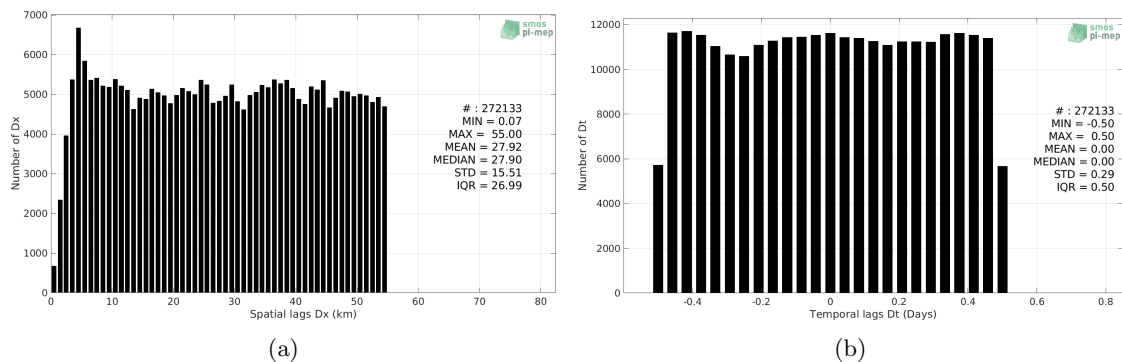 7000
6000
5000
4000
3000
2000
1000
0
Number of Dx
0 10 20 30 40 50 60 70 80
Spatial lags Dx (km)
smos
pi-mep
# : 272133
MIN = 0.07
MAX = 55.00
MEAN = 27.92
MEDIAN = 27.90
STD = 15.51
IQR = 26.99
(a)
12000
10000
8000
6000
4000
2000
0
Number of Dt
-0.4 -0.2 0 0.2 0.4 0.6 0.8
Temporal lags Dt (Days)
smos
pi-mep
# : 272133
MIN = -0.50
MAX = 0.50
MEAN = 0.00
MEDIAN = 0.00
STD = 0.29
IQR = 0.50
(b)